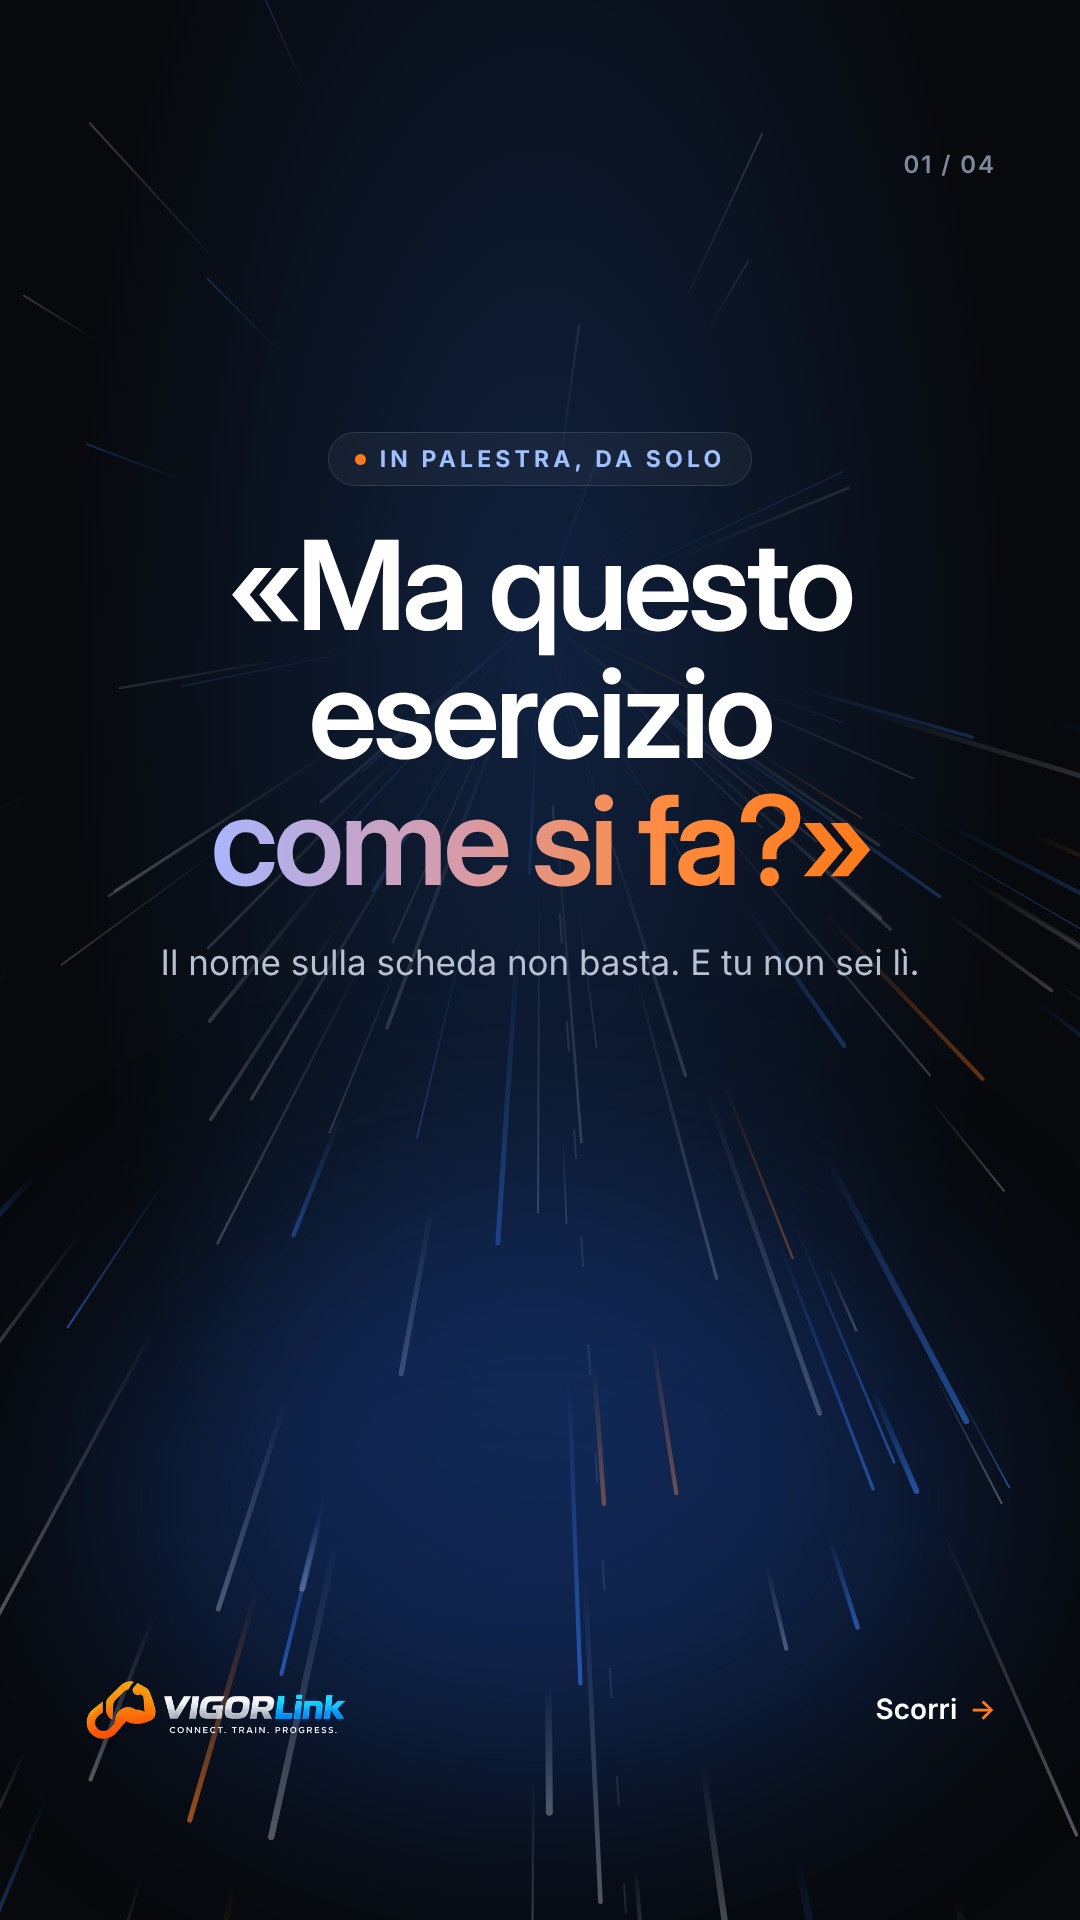 01 / 04
IN PALESTRA, DA SOLO
«Ma questo
esercizio
come si fa?»
Il nome sulla scheda non basta. E tu non sei lì.
VIGORLink
CONNECT. TRAIN. PROGRESS.
Scorri →